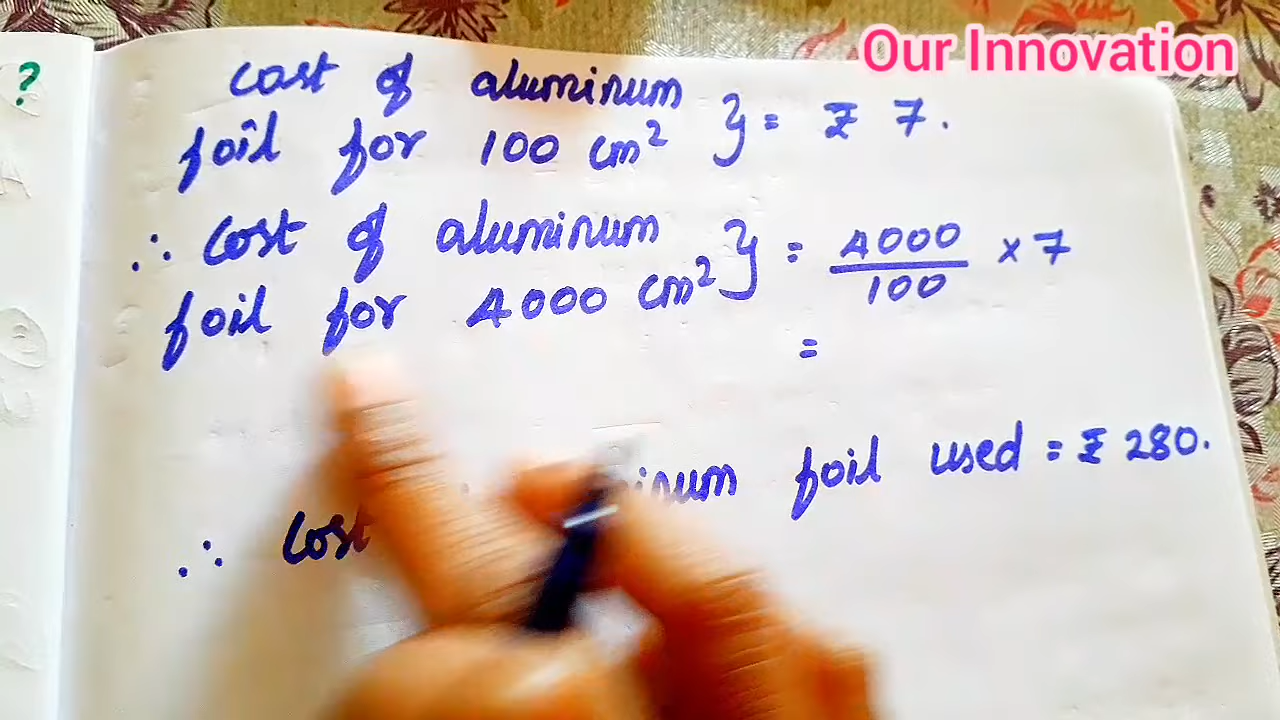 Our Innovation
?
cost of aluminum
foil for 100 cm² } = ₹ 7.
∴ cost of aluminum
foil for 4000 cm² } = 4000/100 × 7
=
∴ cost foil used = ₹ 280.